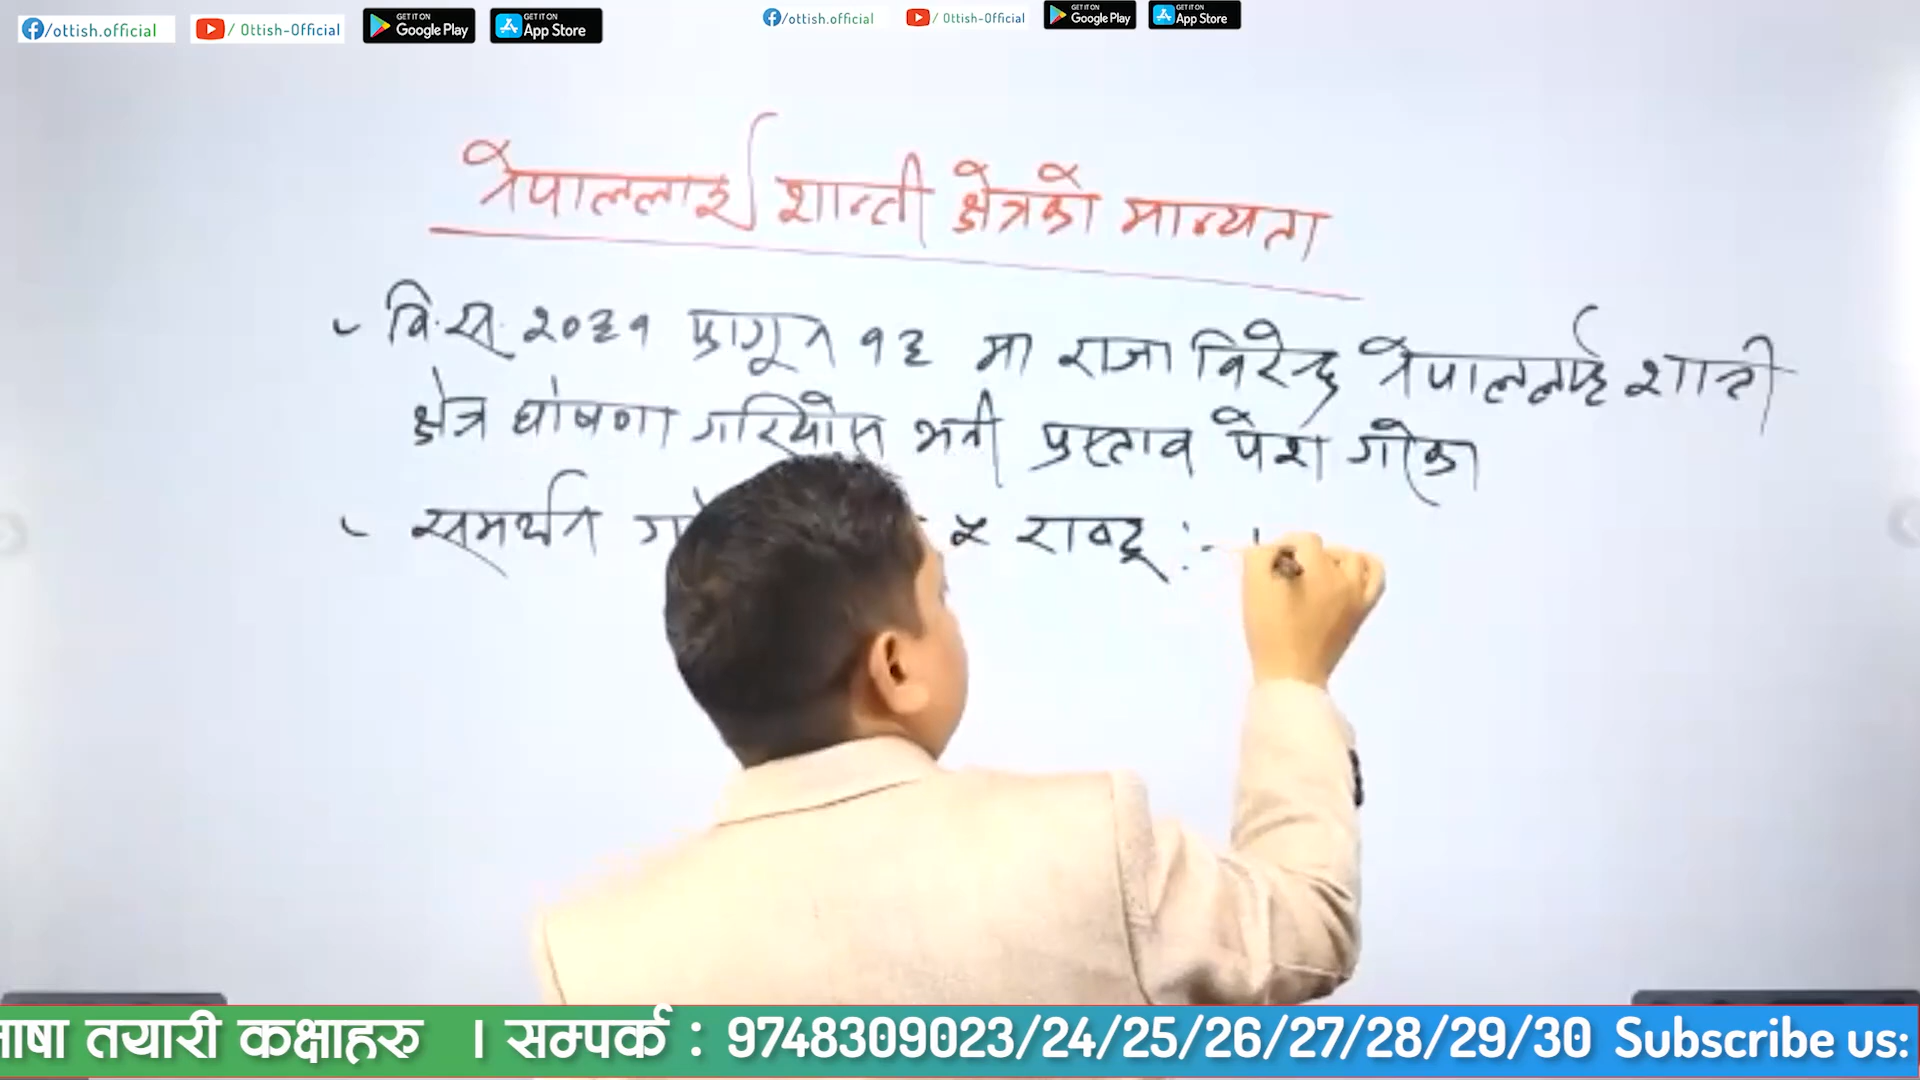 /ottish.official / Ottish-Official GET IT ON Google Play GET IT ON App Store /ottish.official / Ottish-Official GET IT ON Google Play GET IT ON App Store
नेपाललाई शान्ती क्षेत्रको मान्यता
वि.स. २०३१ फागून १३ मा राजा विरेन्द्र नेपाललाई शान्ती
क्षेत्र घोषणा गरियोस भनी प्रस्ताव पेश गरेका
समर्थन ५ राष्ट्र :-
भाषा तयारी कक्षाहरु । सम्पर्क : 9748309023/24/25/26/27/28/29/30 Subscribe us: